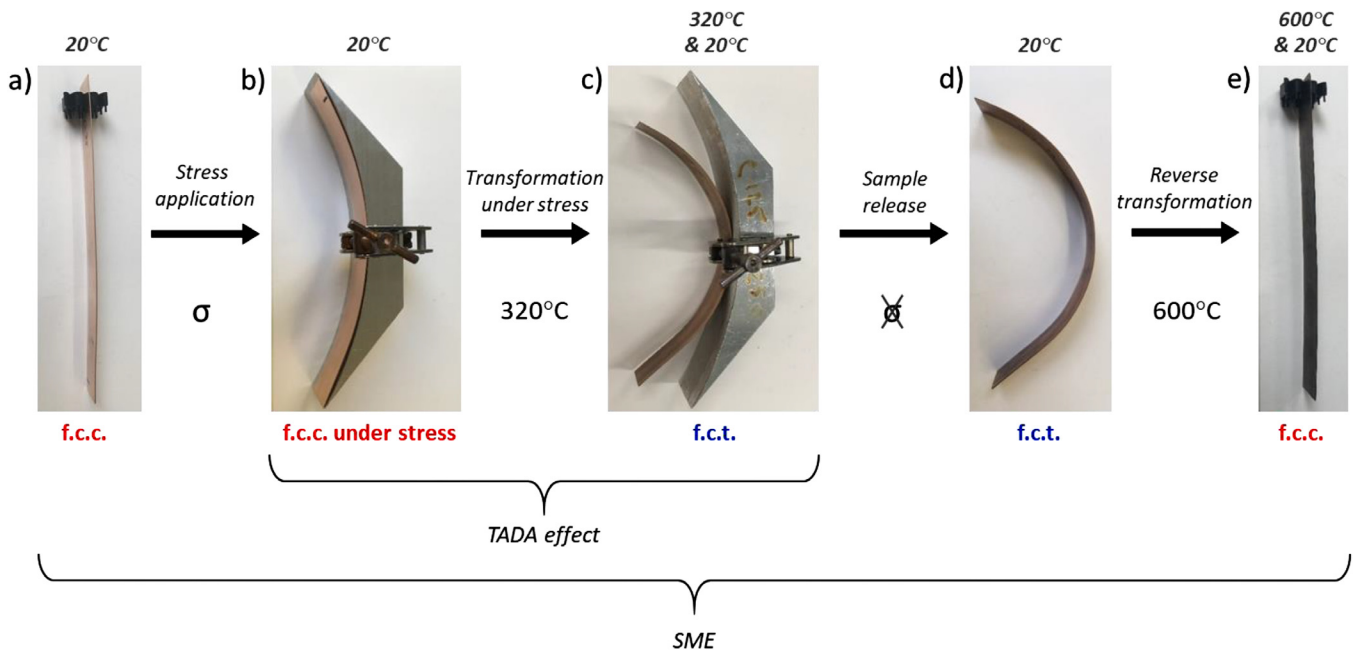 20°C
20°C
320°C
& 20°C
20°C
600°C
& 20°C
a)
b)
c)
d)
e)
Stress
application
Transformation
under stress
Sample
release
Reverse
transformation
σ
320°C
σ
600°C
f.c.c.
f.c.c. under stress
f.c.t.
f.c.t.
f.c.c.
TADA effect
SME